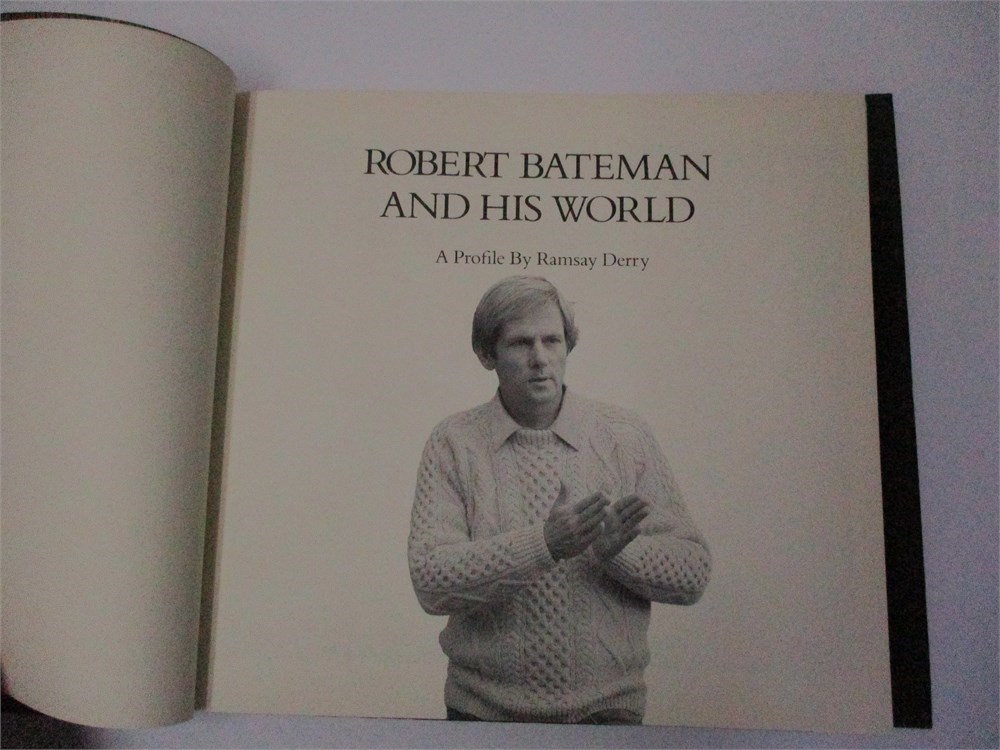 ROBERT BATEMAN
AND HIS WORLD
A Profile By Ramsay Derry